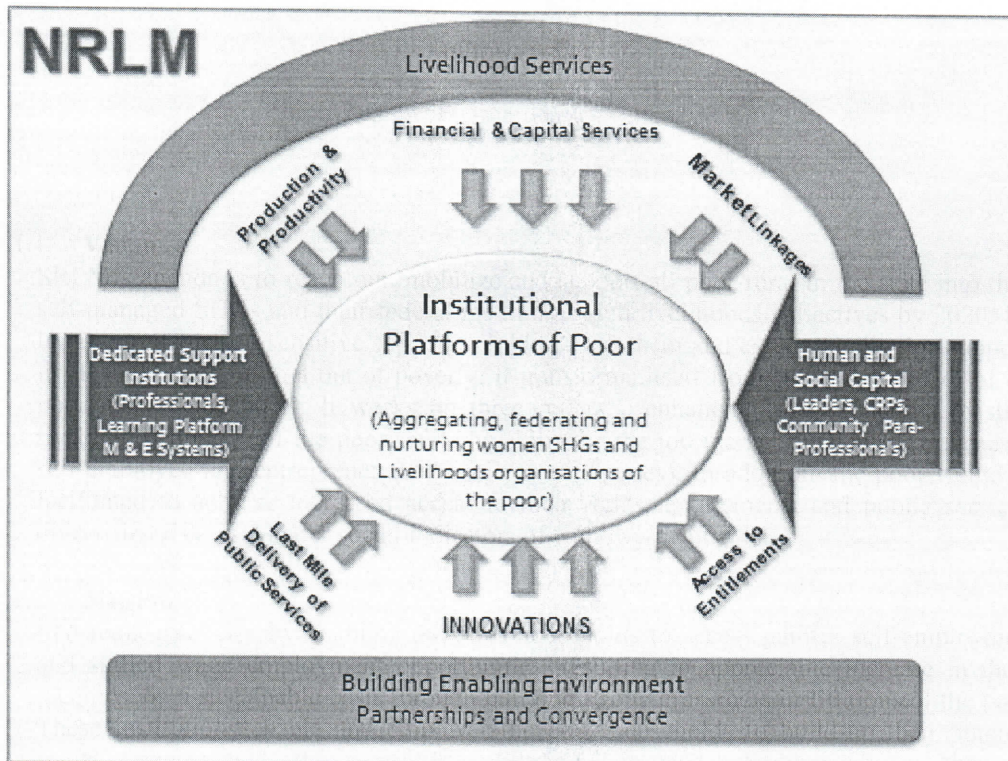 NRLM
Livelihood Services
Financial & Capital Services
Production &
Productivity
Market Linkages
Institutional
Platforms of Poor
(Aggregating, federating and
nurturing women SHGs and
Livelihoods organisations of
the poor)
Dedicated Support
Institutions
(Professionals,
Learning Platform
M & E Systems)
Human and
Social Capital
(Leaders, CRPs,
Community Para-
Professionals)
Last Mile
Delivery of
Public Services
Access to
Entitlements
INNOVATIONS
Building Enabling Environment
Partnerships and Convergence